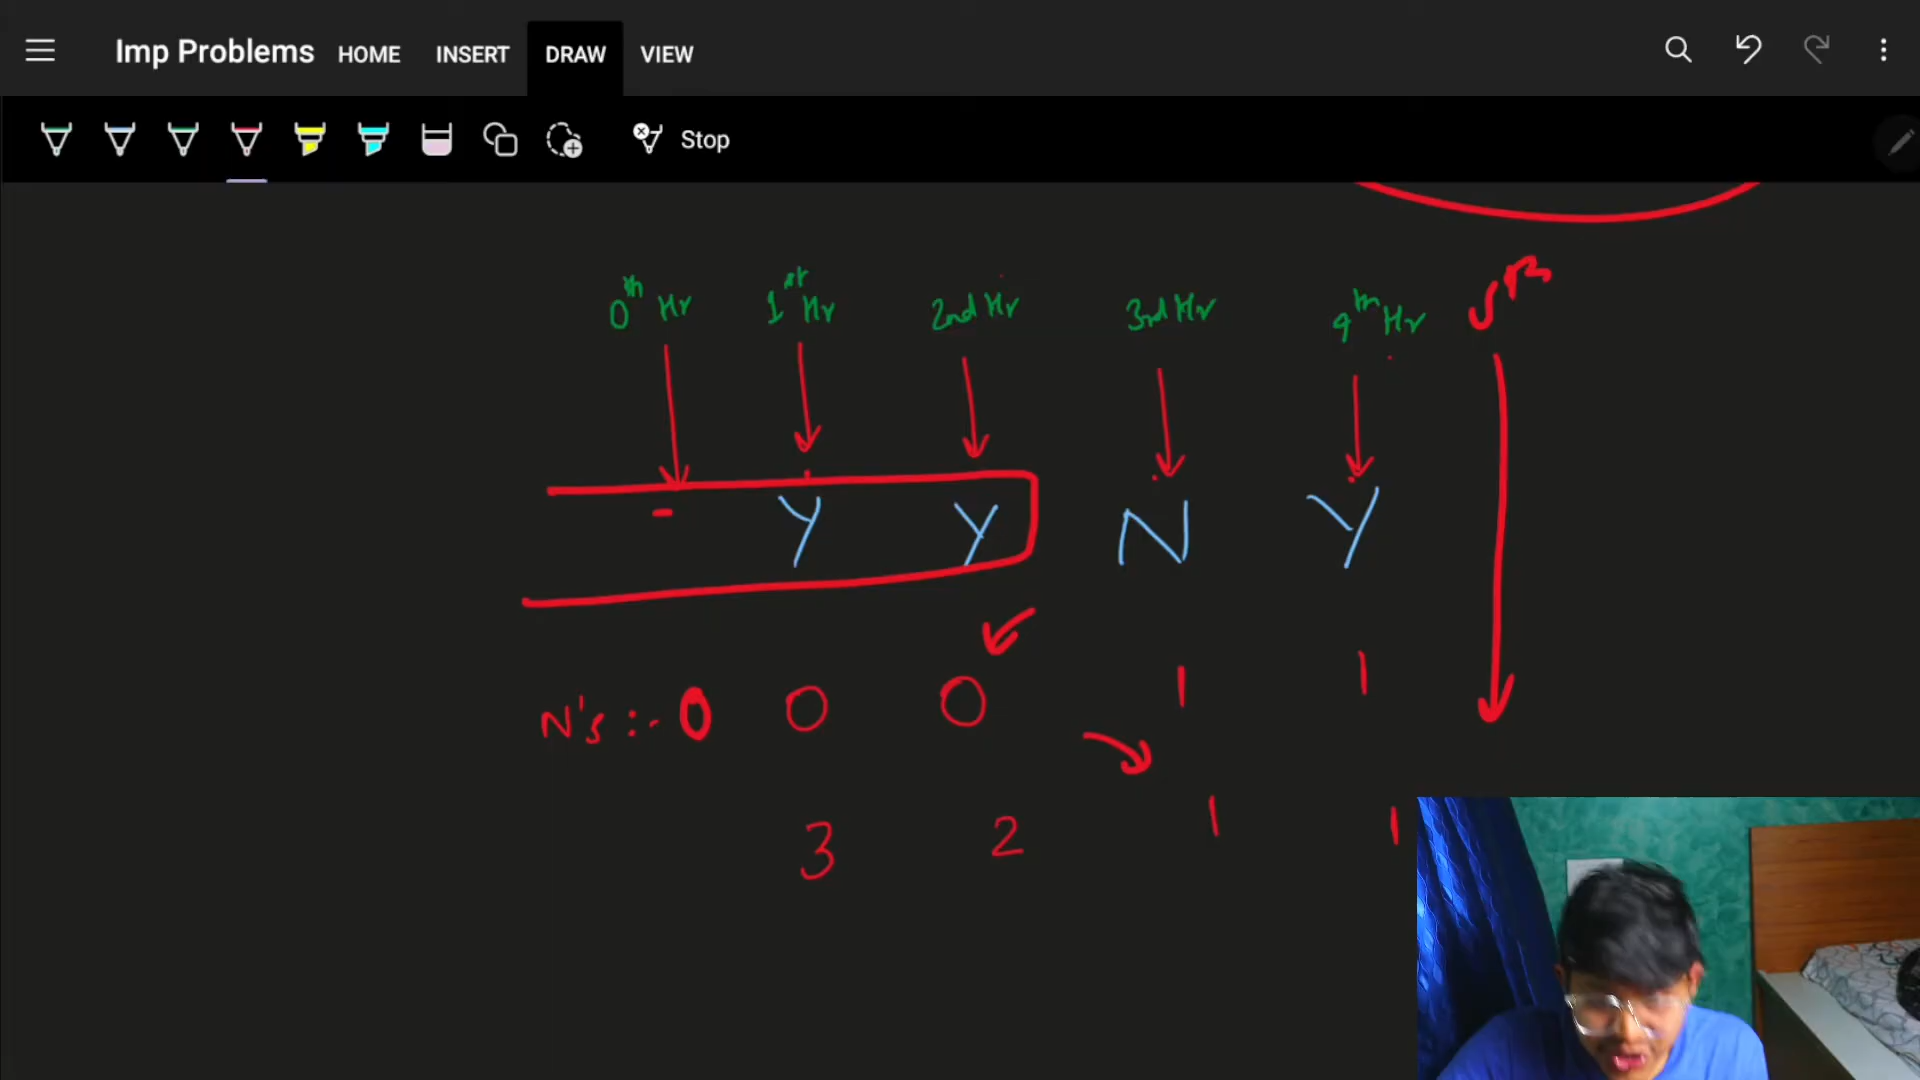 Imp Problems HOME INSERT DRAW VIEW
Stop
0th Hr 1st Hr 2nd Hr 3rd Hr 4th Hr
- Y Y N Y
N's :- 0 0 0 1 1
3 2 1 1